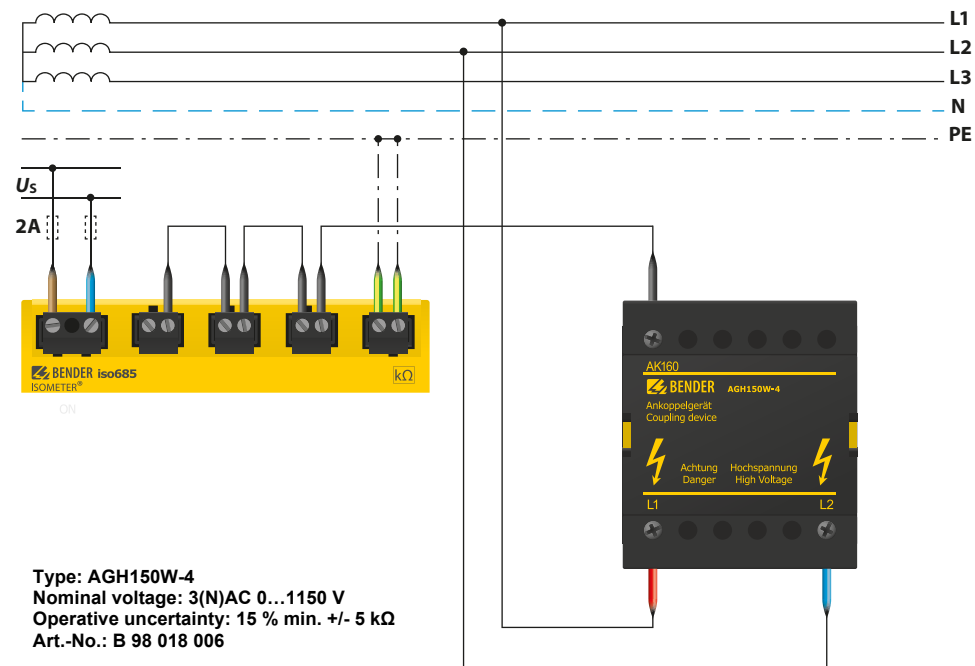 L1
L2
L3
N
PE
Us
2A
BENDER iso685
ISOMETER®
kΩ
ON
AK160
BENDER AGH150W-4
Ankoppelgerät
Coupling device
Achtung Hochspannung
Danger High Voltage
L1 L2
Type: AGH150W-4
Nominal voltage: 3(N)AC 0…1150 V
Operative uncertainty: 15 % min. +/- 5 kΩ
Art.-No.: B 98 018 006